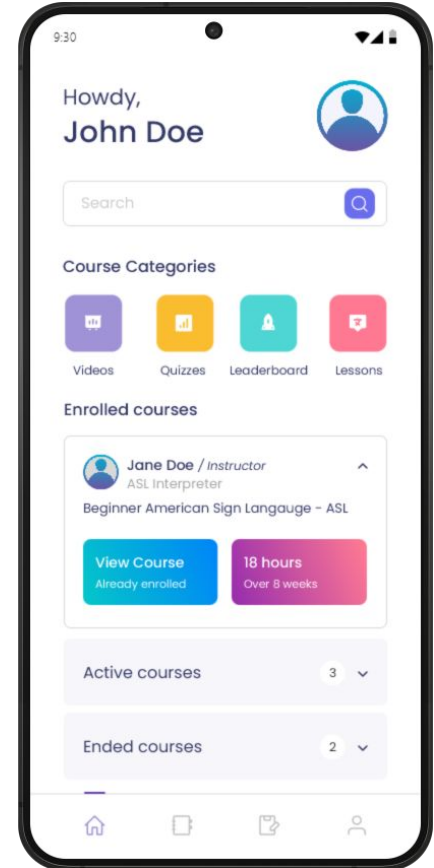 9:30
Howdy,
John Doe
Search
Course Categories
Videos Quizzes Leaderboard Lessons
Enrolled courses
Jane Doe / Instructor
ASL Interpreter
Beginner American Sign Langauge - ASL
View Course 18 hours
Already enrolled Over 8 weeks
Active courses 3
Ended courses 2